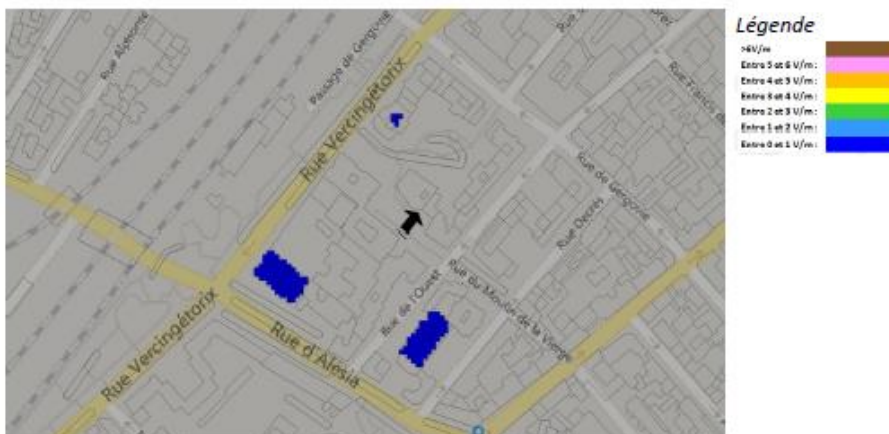 Légende
>6V/m
Entre 5 et 6 V/m :
Entre 4 et 5 V/m :
Entre 3 et 4 V/m :
Entre 2 et 3 V/m :
Entre 1 et 2 V/m :
Entre 0 et 1 V/m :
Rue Alphonse
Passage de Gergovie
Rue Vercingétorix
Rue Francis de
Rue de Gergovie
Rue Decrès
Rue du Moulin de la Vierge
Rue de l'Ouest
Rue d'Alésia
Rue Vercingétorix